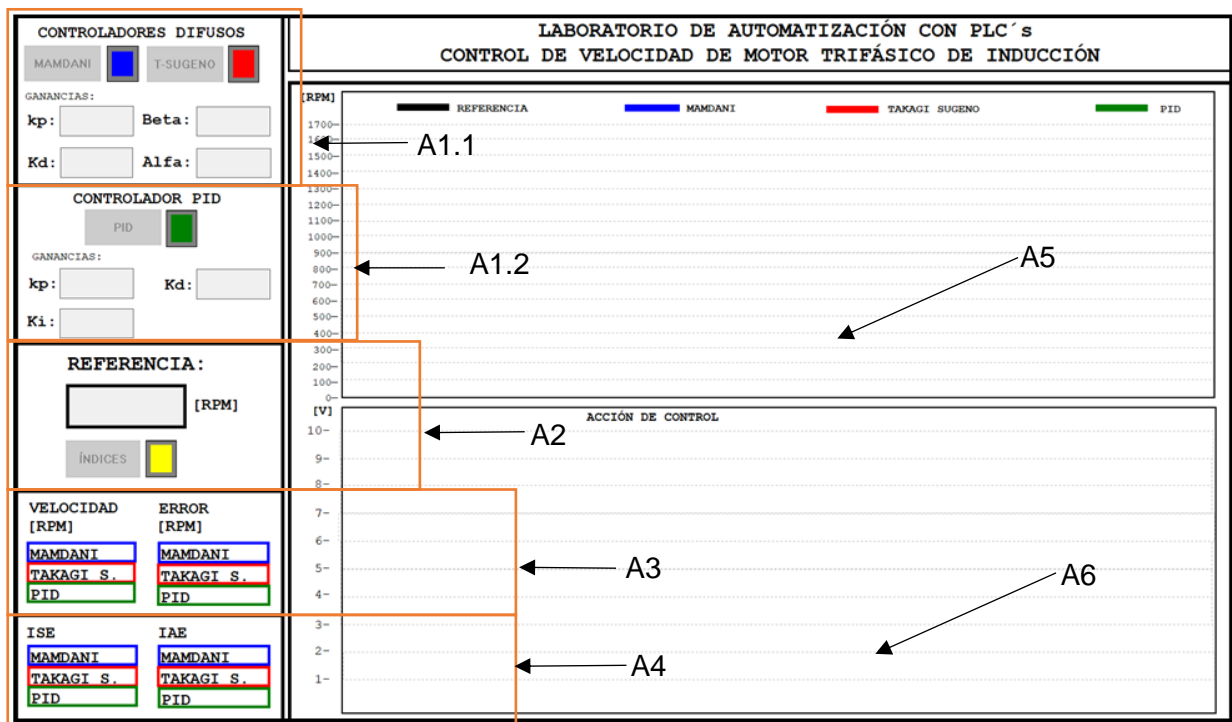 CONTROLADORES DIFUSOS
MAMDANI
T-SUGENO
GANANCIAS:
kp:
Beta:
Kd:
Alfa:
CONTROLADOR PID
PID
GANANCIAS:
kp:
Kd:
Ki:
REFERENCIA:
[RPM]
ÍNDICES
VELOCIDAD
[RPM]
ERROR
[RPM]
MAMDANI
MAMDANI
TAKAGI S.
TAKAGI S.
PID
PID
ISE
IAE
MAMDANI
MAMDANI
TAKAGI S.
TAKAGI S.
PID
PID
LABORATORIO DE AUTOMATIZACIÓN CON PLC´s
CONTROL DE VELOCIDAD DE MOTOR TRIFÁSICO DE INDUCCIÓN
[RPM]
REFERENCIA
MAMDANI
TAKAGI SUGENO
PID
1700
1600
1500
1400
1300
1200
1100
1000
900
800
700
600
500
400
300
200
100
0
[V]
ACCIÓN DE CONTROL
10
9
8
7
6
5
4
3
2
1
A1.1
A1.2
A2
A3
A4
A5
A6